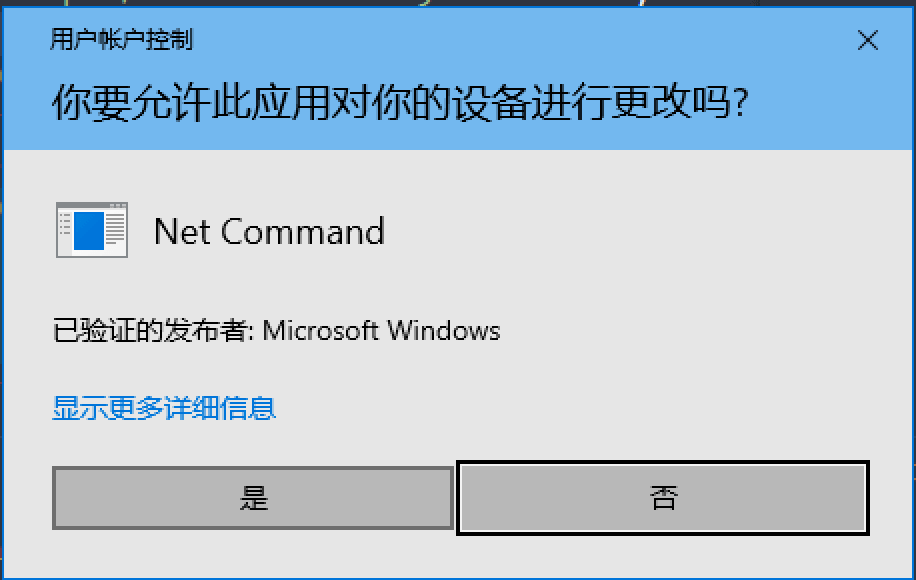 用户帐户控制
你要允许此应用对你的设备进行更改吗?
Net Command
已验证的发布者: Microsoft Windows
显示更多详细信息
是
否